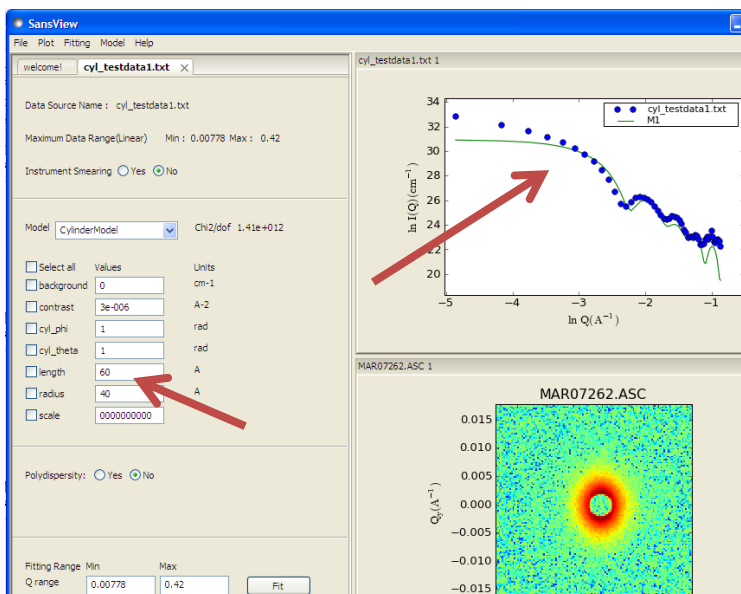 SansView
File Plot Fitting Model Help
welcome! cyl_testdata1.txt
Data Source Name : cyl_testdata1.txt
Maximum Data Range(Linear) Min : 0.00778 Max : 0.42
Instrument Smearing Yes No
Model CylinderModel Chi2/dof 1.41e+012
Select all Values Units
background 0 cm-1
contrast 3e-006 A-2
cyl_phi 1 rad
cyl_theta 1 rad
length 60 A
radius 40 A
scale 0000000000
Polydispersity: Yes No
Fitting Range Min Max
Q range 0.00778 0.42 Fit
cyl_testdata1.txt 1
cyl_testdata1.txt
M1
34
32
30
28
26
24
22
20
ln I(Q)(cm⁻¹)
−5 −4 −3 −2 −1
ln Q(A⁻¹)
MAR07262.ASC 1
MAR07262.ASC
0.015
0.010
0.005
0.000
−0.005
−0.010
−0.015
Qy(A⁻¹)